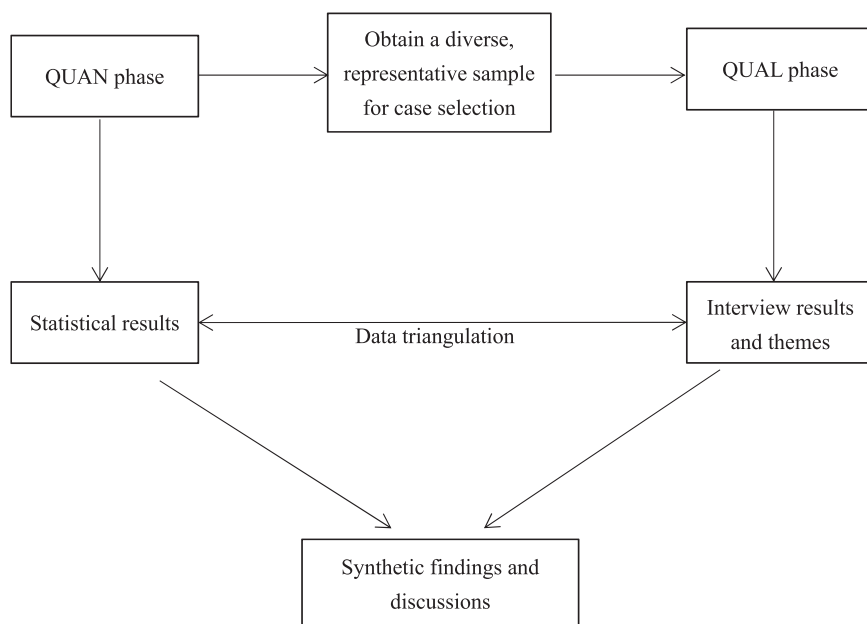 QUAN phase
Obtain a diverse,
representative sample
for case selection
QUAL phase
Statistical results
Data triangulation
Interview results
and themes
Synthetic findings and
discussions